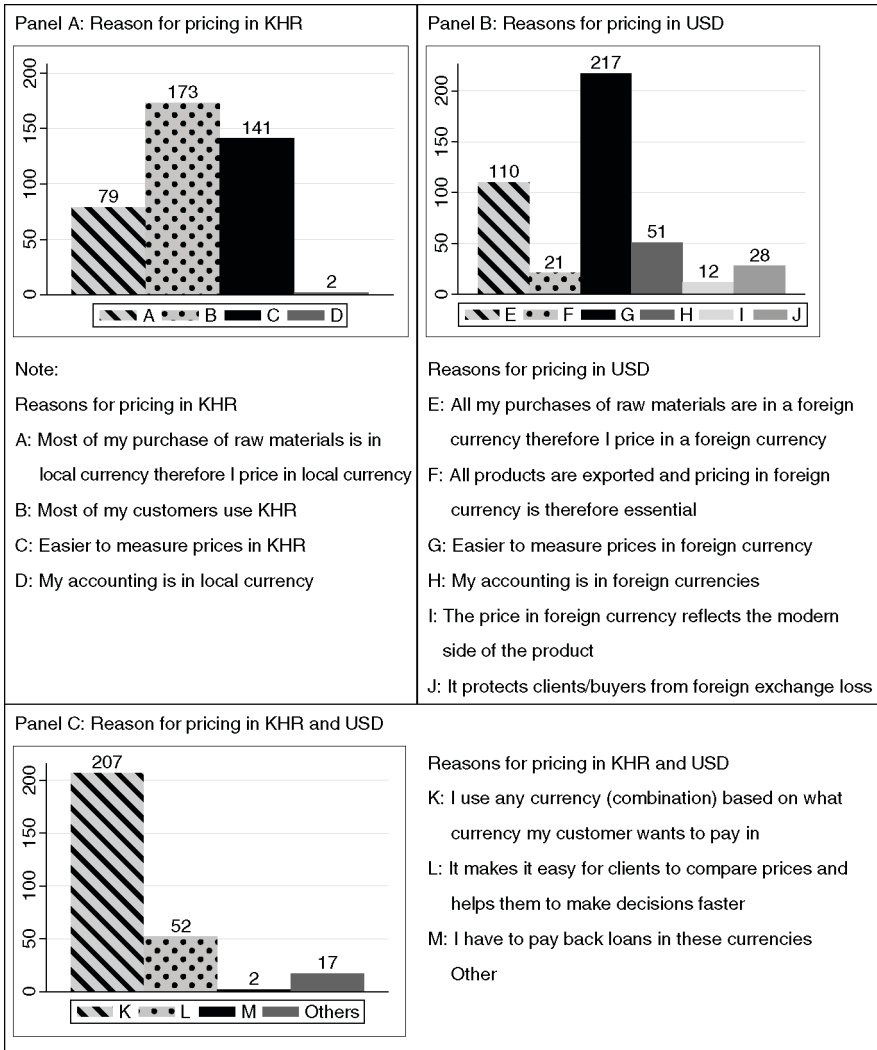 Panel A: Reason for pricing in KHR
200
150
100
50
0
79
173
141
2
A B C D
Note:
Reasons for pricing in KHR
A: Most of my purchase of raw materials is in
local currency therefore I price in local currency
B: Most of my customers use KHR
C: Easier to measure prices in KHR
D: My accounting is in local currency
Panel B: Reasons for pricing in USD
200
150
100
50
0
110
21
217
51
12
28
E F G H I J
Reasons for pricing in USD
E: All my purchases of raw materials are in a foreign
currency therefore I price in a foreign currency
F: All products are exported and pricing in foreign
currency is therefore essential
G: Easier to measure prices in foreign currency
H: My accounting is in foreign currencies
I: The price in foreign currency reflects the modern
side of the product
J: It protects clients/buyers from foreign exchange loss
Panel C: Reason for pricing in KHR and USD
200
150
100
50
0
207
52
2
17
K L M Others
Reasons for pricing in KHR and USD
K: I use any currency (combination) based on what
currency my customer wants to pay in
L: It makes it easy for clients to compare prices and
helps them to make decisions faster
M: I have to pay back loans in these currencies
Other